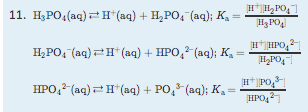 11. H₃PO₄(aq) ⇄ H⁺(aq) + H₂PO₄⁻(aq); Kₐ = [H⁺][H₂PO₄⁻] / [H₃PO₄]
H₂PO₄⁻(aq) ⇄ H⁺(aq) + HPO₄²⁻(aq); Kₐ = [H⁺][HPO₄²⁻] / [H₂PO₄⁻]
HPO₄²⁻(aq) ⇄ H⁺(aq) + PO₄³⁻(aq); Kₐ = [H⁺][PO₄³⁻] / [HPO₄²⁻]